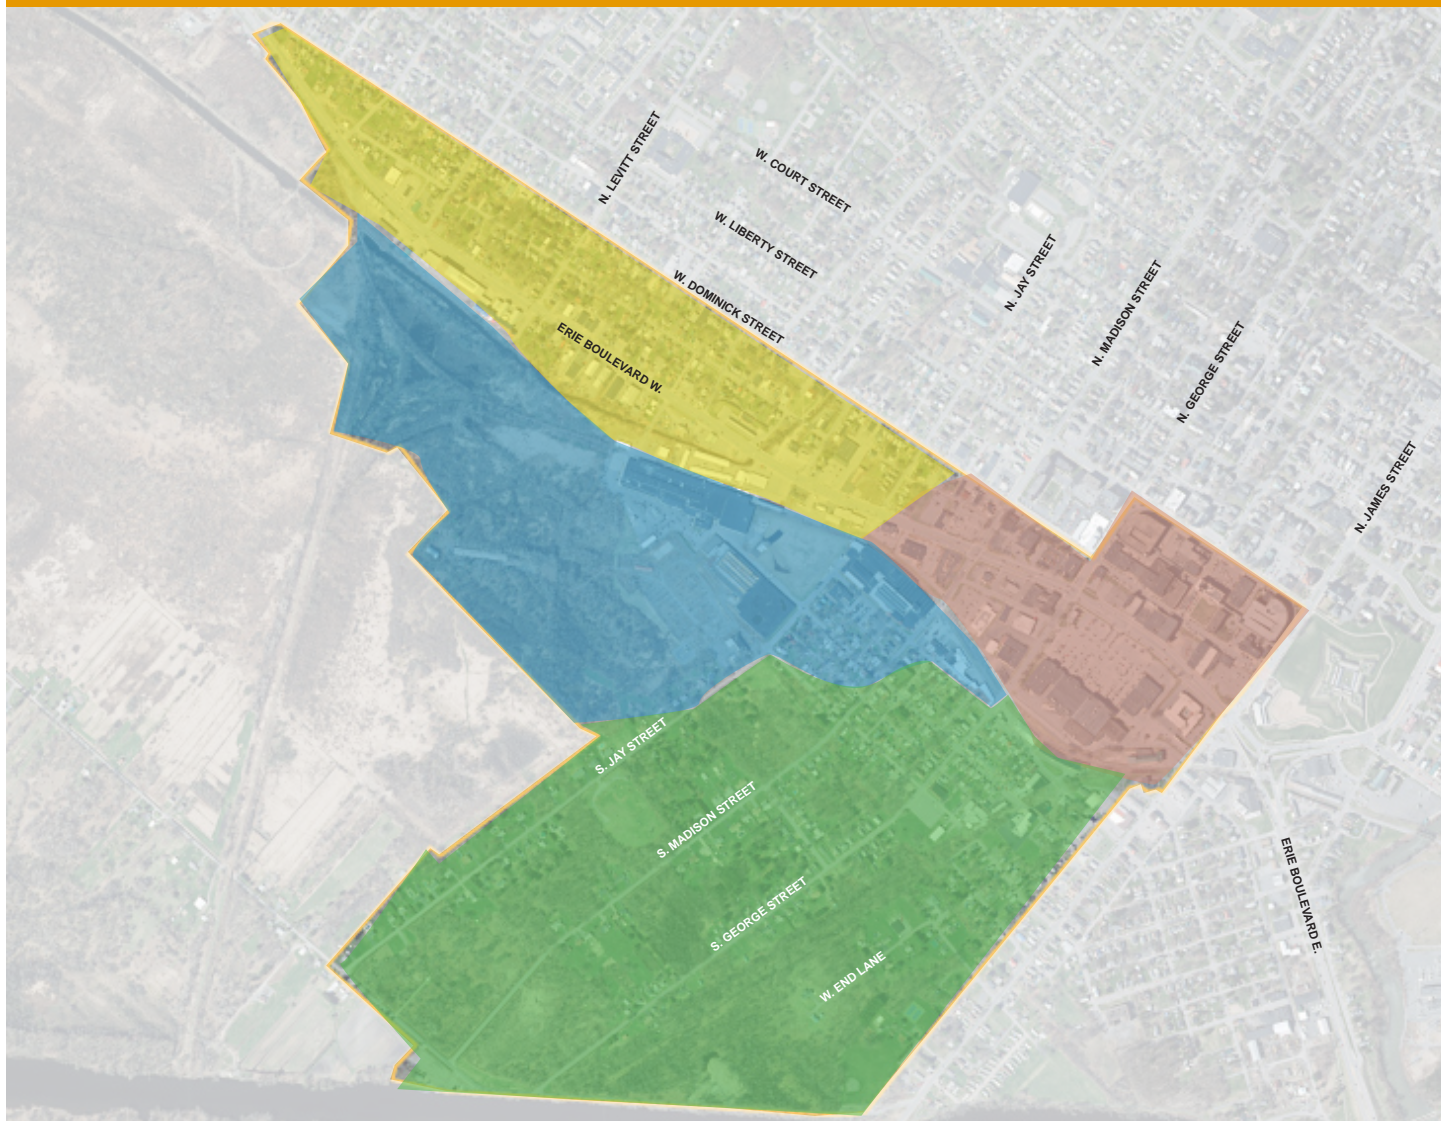 N. LEVITT STREET
W. COURT STREET
W. LIBERTY STREET
N. JAY STREET
W. DOMINICK STREET
N. MADISON STREET
ERIE BOULEVARD W.
N. GEORGE STREET
N. JAMES STREET
S. JAY STREET
S. MADISON STREET
S. GEORGE STREET
ERIE BOULEVARD E.
W. END LANE